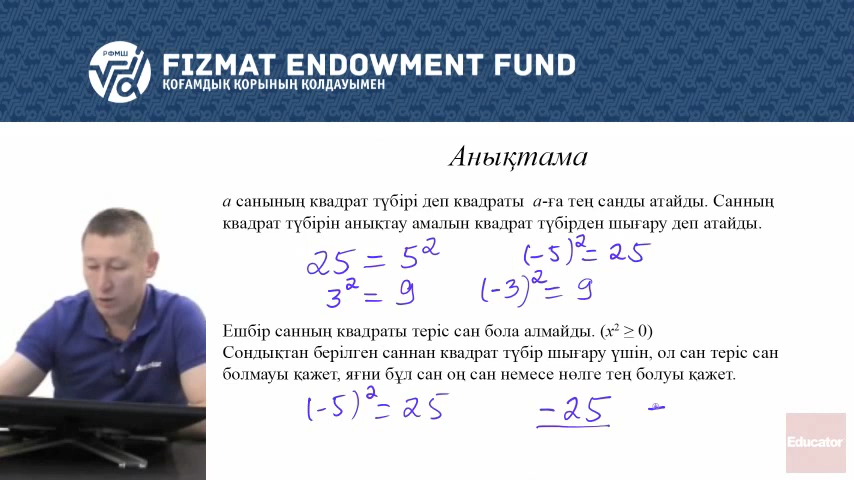 РФМШ
FIZMAT ENDOWMENT FUND
ҚОҒАМДЫҚ ҚОРЫНЫҢ ҚОЛДАУЫМЕН
Анықтама
a санының квадрат түбірі деп квадраты a-ға тең санды атайды. Санның
квадрат түбірін анықтау амалын квадрат түбірден шығару деп атайды.
25 = 5² (-5)² = 25
3² = 9 (-3)² = 9
Ешбір санның квадраты теріс сан бола алмайды. (x² ≥ 0)
Сондықтан берілген саннан квадрат түбір шығару үшін, ол сан теріс сан
болмауы қажет, яғни бұл сан оң сан немесе нөлге тең болуы қажет.
(-5)² = 25 -25 -
Educator